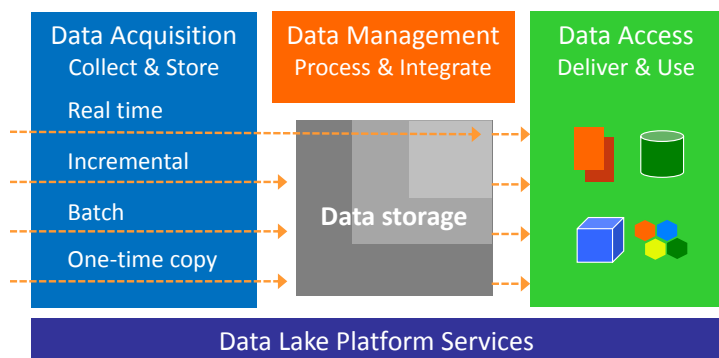 Data Acquisition
Collect & Store
Data Management
Process & Integrate
Data Access
Deliver & Use
Real time
Incremental
Batch
One-time copy
Data storage
Data Lake Platform Services